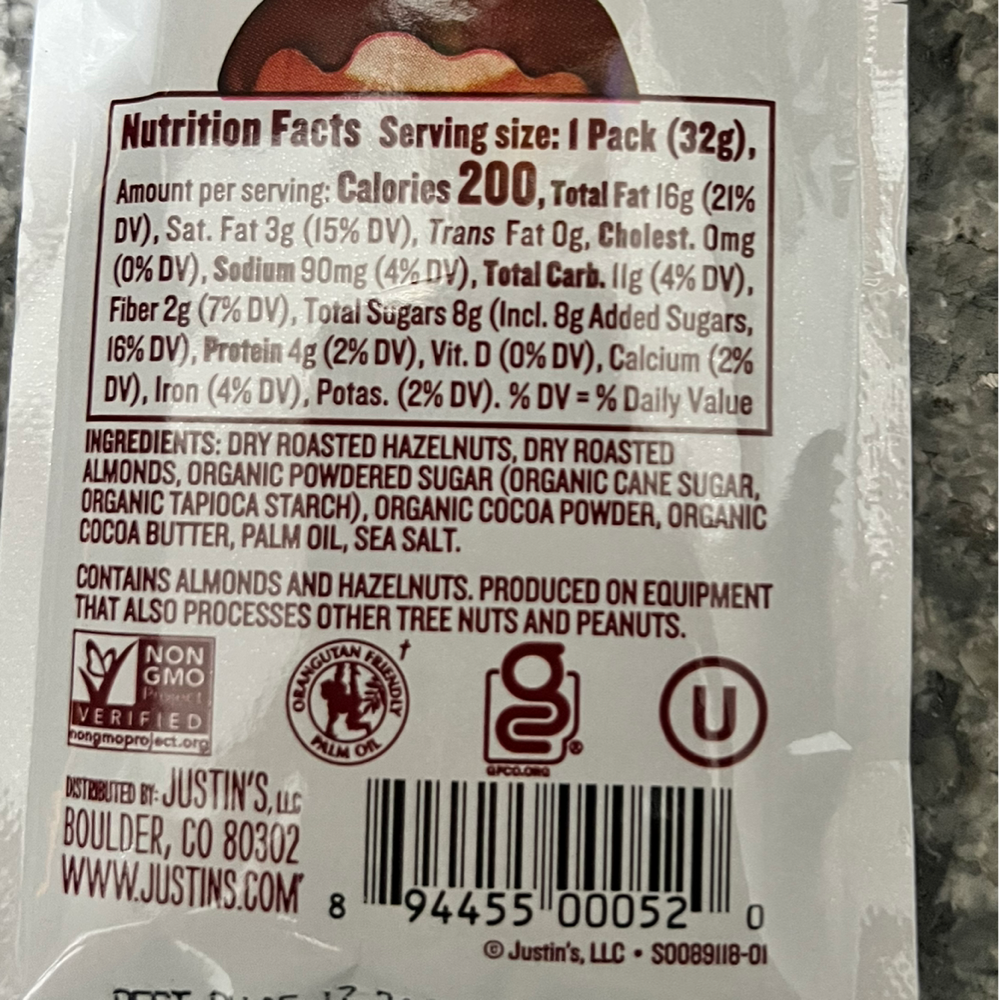 Nutrition Facts Serving size: 1 Pack (32g),
Amount per serving: Calories 200, Total Fat 16g (21%
DV), Sat. Fat 3g (15% DV), Trans Fat 0g, Cholest. 0mg
(0% DV), Sodium 90mg (4% DV), Total Carb. 11g (4% DV),
Fiber 2g (7% DV), Total Sugars 8g (Incl. 8g Added Sugars,
16% DV), Protein 4g (2% DV), Vit. D (0% DV), Calcium (2%
DV), Iron (4% DV), Potas. (2% DV). % DV = % Daily Value
INGREDIENTS: DRY ROASTED HAZELNUTS, DRY ROASTED
ALMONDS, ORGANIC POWDERED SUGAR (ORGANIC CANE SUGAR,
ORGANIC TAPIOCA STARCH), ORGANIC COCOA POWDER, ORGANIC
COCOA BUTTER, PALM OIL, SEA SALT.
CONTAINS ALMONDS AND HAZELNUTS. PRODUCED ON EQUIPMENT
THAT ALSO PROCESSES OTHER TREE NUTS AND PEANUTS.
NON
GMO
Project
VERIFIED
nongmoproject.org
ORANGUTAN FRIENDLY †
PALM OIL
g ®
GFCO.ORG
U
DISTRIBUTED BY: JUSTIN'S, LLC
BOULDER, CO 80302
WWW.JUSTINS.COM
8 94455 00052 0
© Justin's, LLC • S0089118-01